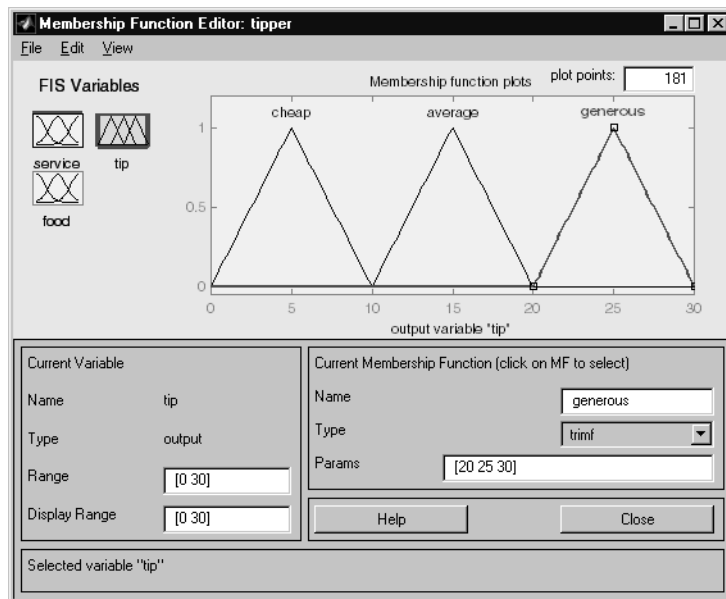 Membership Function Editor: tipper
File Edit View
FIS Variables
service
tip
food
Membership function plots
plot points: 181
cheap average generous
1
0.5
0
0 5 10 15 20 25 30
output variable "tip"
Current Variable
Name tip
Type output
Range [0 30]
Display Range [0 30]
Current Membership Function (click on MF to select)
Name generous
Type trimf
Params [20 25 30]
Help Close
Selected variable "tip"